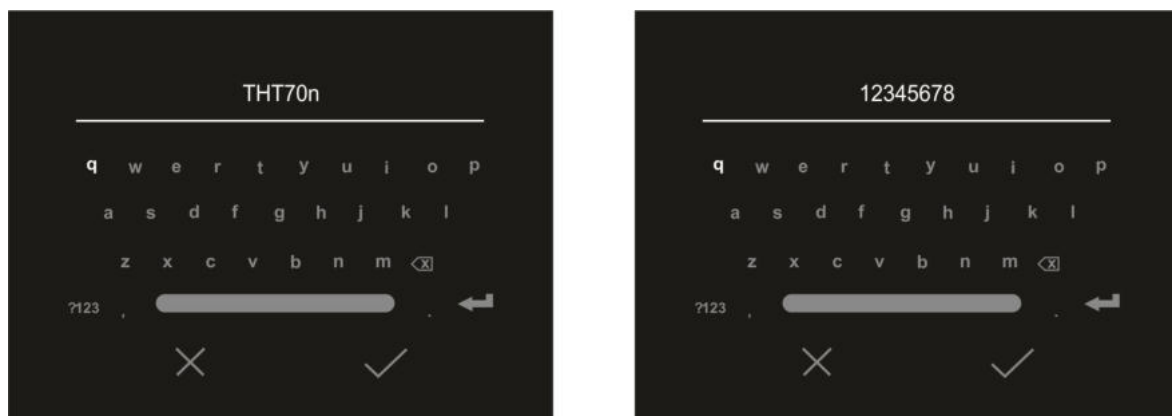 THT70n
q w e r t y u i o p
a s d f g h j k l
z x c v b n m x
?123 , .
12345678
q w e r t y u i o p
a s d f g h j k l
z x c v b n m x
?123 , .